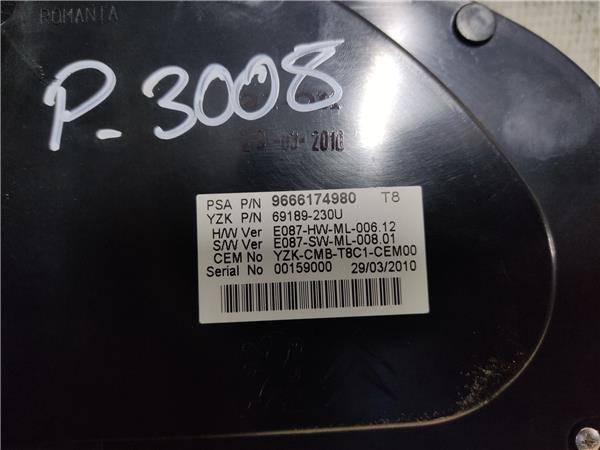 ROMANIA
P-3008
-03-2010
PSA P/N 9666174980 T8
YZK P/N 69189-230U
H/W Ver E087-HW-ML-006.12
S/W Ver E087-SW-ML-008.01
CEM No YZK-CMB-T8C1-CEM00
Serial No 00159000 29/03/2010